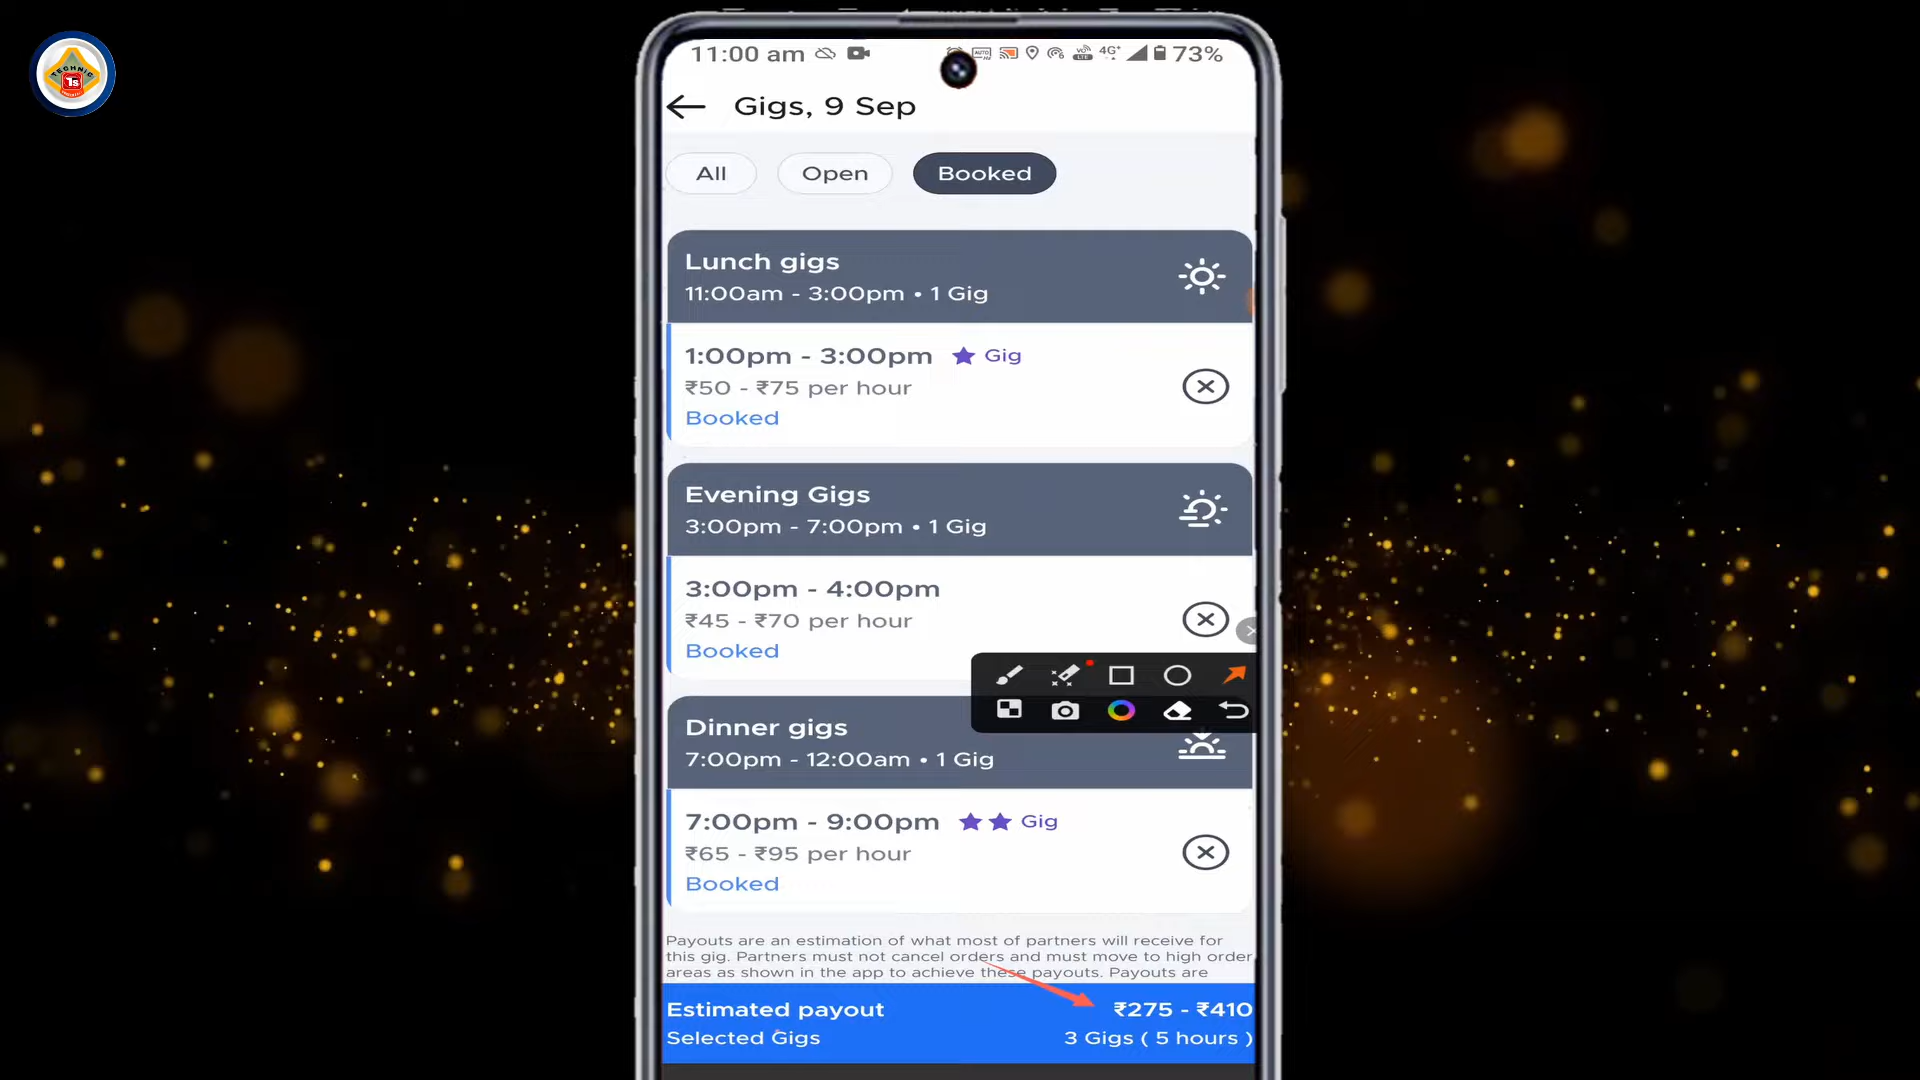 TECHNIC
Ts
11:00 am
AUTO
VO
LTE
4G+
73%
Gigs, 9 Sep
All
Open
Booked
Lunch gigs
11:00am - 3:00pm • 1 Gig
1:00pm - 3:00pm ★ Gig
₹50 - ₹75 per hour
Booked
Evening Gigs
3:00pm - 7:00pm • 1 Gig
3:00pm - 4:00pm
₹45 - ₹70 per hour
Booked
Dinner gigs
7:00pm - 12:00am • 1 Gig
7:00pm - 9:00pm ★★ Gig
₹65 - ₹95 per hour
Booked
Payouts are an estimation of what most of partners will receive for
this gig. Partners must not cancel orders and must move to high order
areas as shown in the app to achieve these payouts. Payouts are
Estimated payout ₹275 - ₹410
Selected Gigs 3 Gigs ( 5 hours )